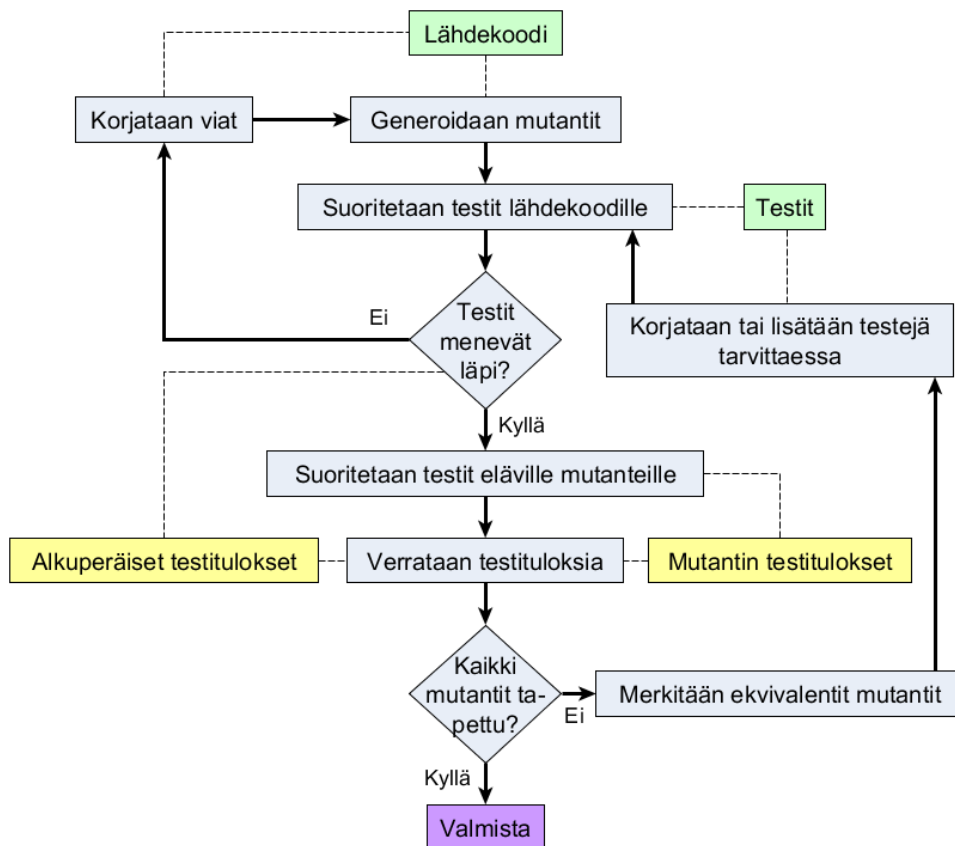 Lähdekoodi
Korjataan viat
Generoidaan mutantit
Suoritetaan testit lähdekoodille
Testit
Testit
menevät
läpi?
Ei
Korjataan tai lisätään testejä
tarvittaessa
Kyllä
Suoritetaan testit eläville mutanteille
Alkuperäiset testitulokset
Verrataan testituloksia
Mutantin testitulokset
Kaikki
mutantit ta-
pettu?
Ei
Merkitään ekvivalentit mutantit
Kyllä
Valmista